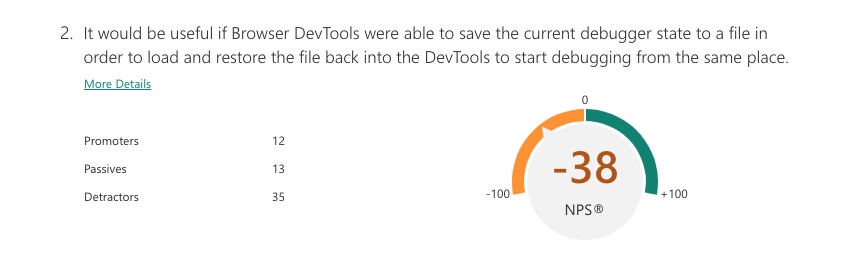 2. It would be useful if Browser DevTools were able to save the current debugger state to a file in
order to load and restore the file back into the DevTools to start debugging from the same place.
More Details
Promoters 12
Passives 13
Detractors 35
0
-38
-100
+100
NPS®